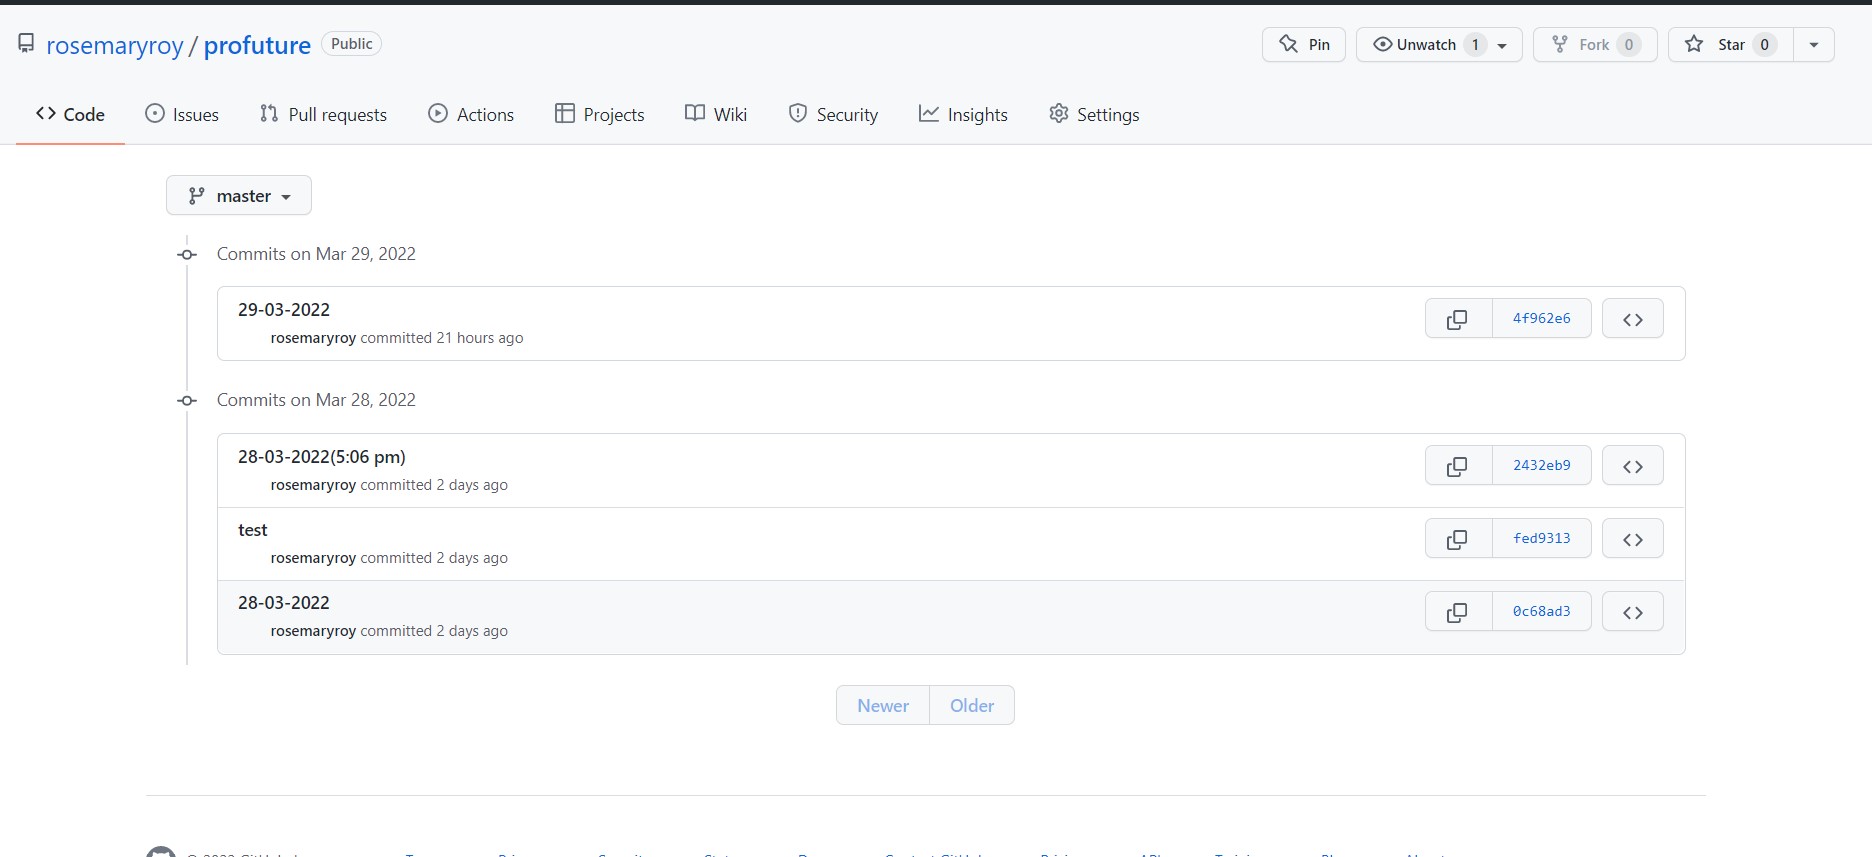 rosemaryroy / profuture Public
Pin Unwatch 1 Fork 0 Star 0
Code Issues Pull requests Actions Projects Wiki Security Insights Settings
master
Commits on Mar 29, 2022
29-03-2022
4f962e6
rosemaryroy committed 21 hours ago
Commits on Mar 28, 2022
28-03-2022(5:06 pm)
2432eb9
rosemaryroy committed 2 days ago
test
fed9313
rosemaryroy committed 2 days ago
28-03-2022
0c68ad3
rosemaryroy committed 2 days ago
Newer Older